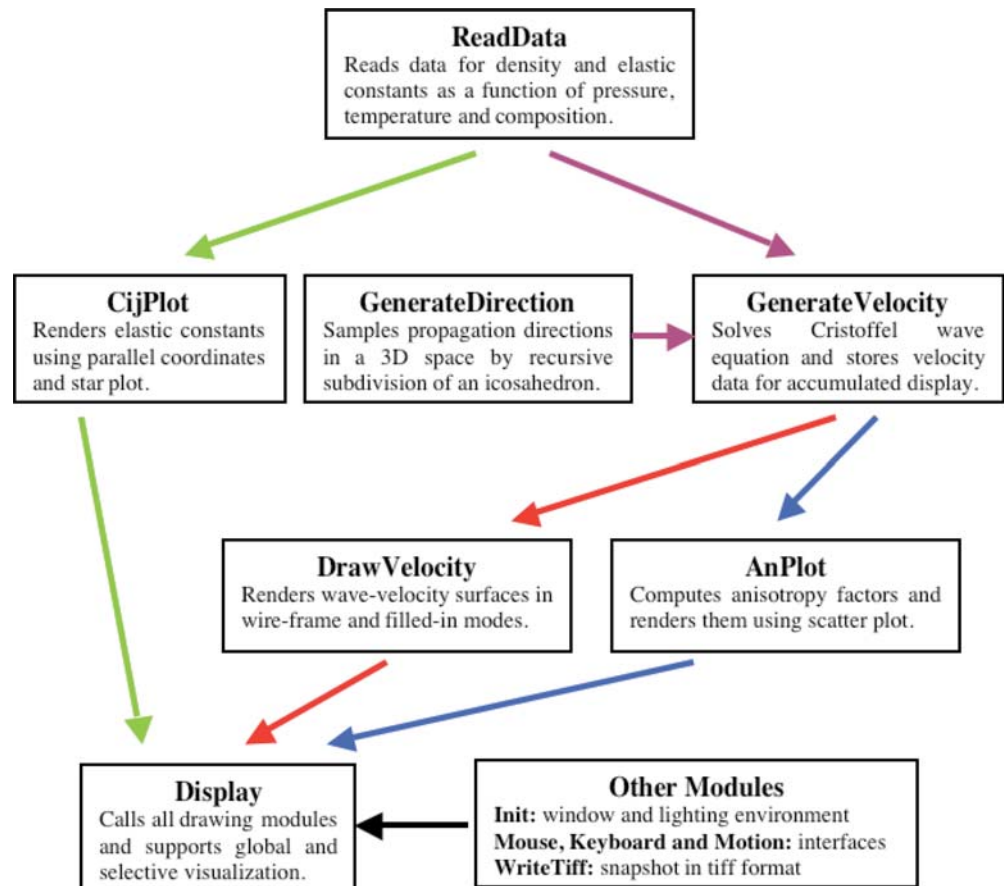 ReadData
Reads data for density and elastic
constants as a function of pressure,
temperature and composition.
CijPlot
Renders elastic constants
using parallel coordinates
and star plot.
GenerateDirection
Samples propagation directions
in a 3D space by recursive
subdivision of an icosahedron.
GenerateVelocity
Solves Cristoffel wave
equation and stores velocity
data for accumulated display.
DrawVelocity
Renders wave-velocity surfaces in
wire-frame and filled-in modes.
AnPlot
Computes anisotropy factors and
renders them using scatter plot.
Display
Calls all drawing modules
and supports global and
selective visualization.
Other Modules
Init: window and lighting environment
Mouse, Keyboard and Motion: interfaces
WriteTiff: snapshot in tiff format